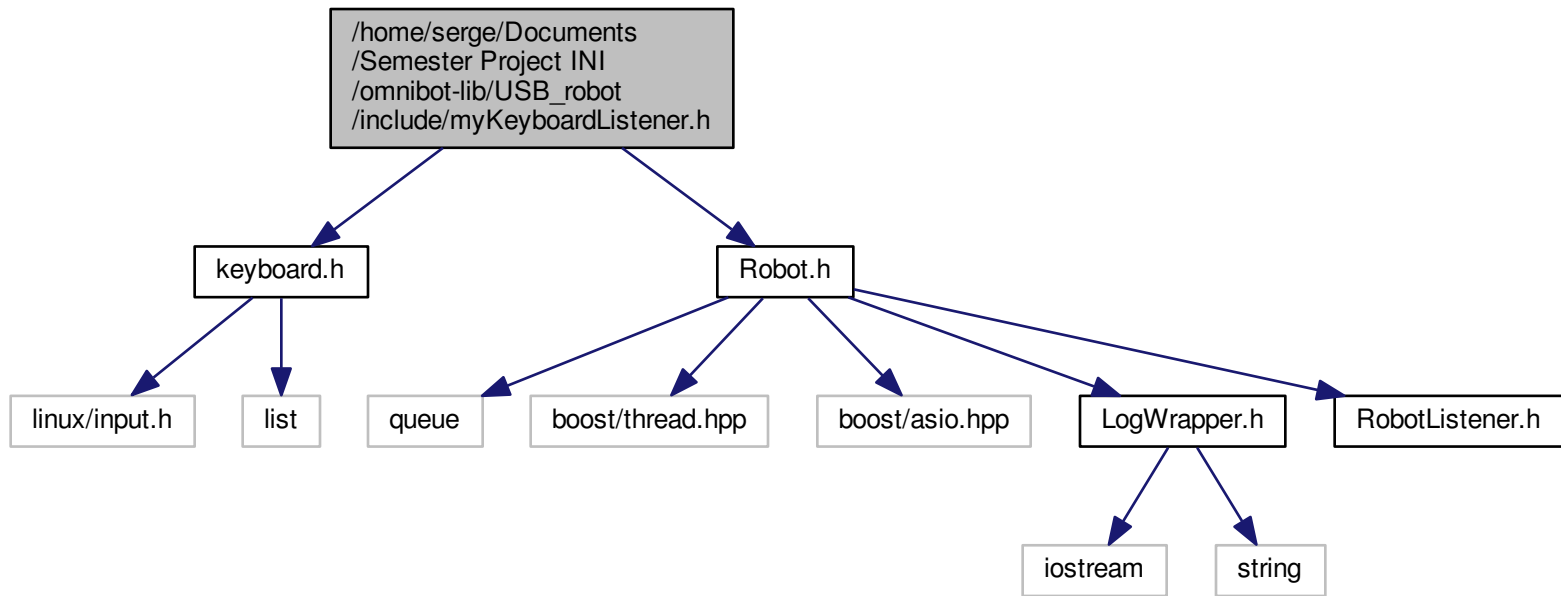 /home/serge/Documents
/Semester Project INI
/omnibot-lib/USB_robot
/include/myKeyboardListener.h
keyboard.h
Robot.h
linux/input.h
list
queue
boost/thread.hpp
boost/asio.hpp
LogWrapper.h
RobotListener.h
iostream
string